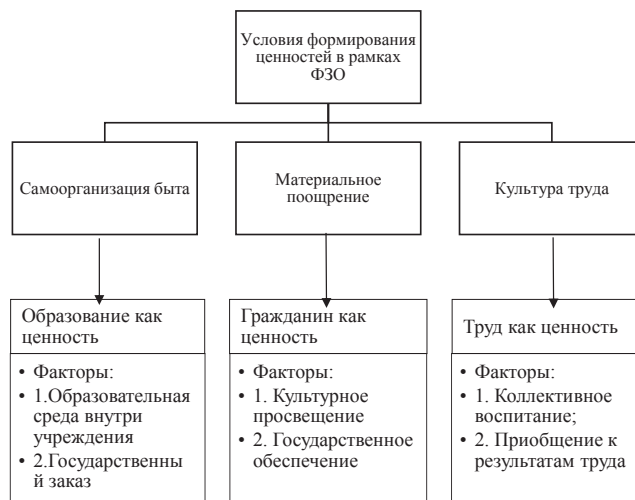 Условия формирования
ценностей в рамках
ФЗО
Самоорганизация быта
Материальное
поощрение
Культура труда
Образование как
ценность
• Факторы:
• 1.Образовательная
среда внутри
учреждения
• 2.Государственны
й заказ
Гражданин как
ценность
• Факторы:
• 1. Культурное
просвещение
• 2. Государственное
обеспечение
Труд как ценность
• Факторы:
• 1. Коллективное
воспитание;
• 2. Приобщение к
результатам труда